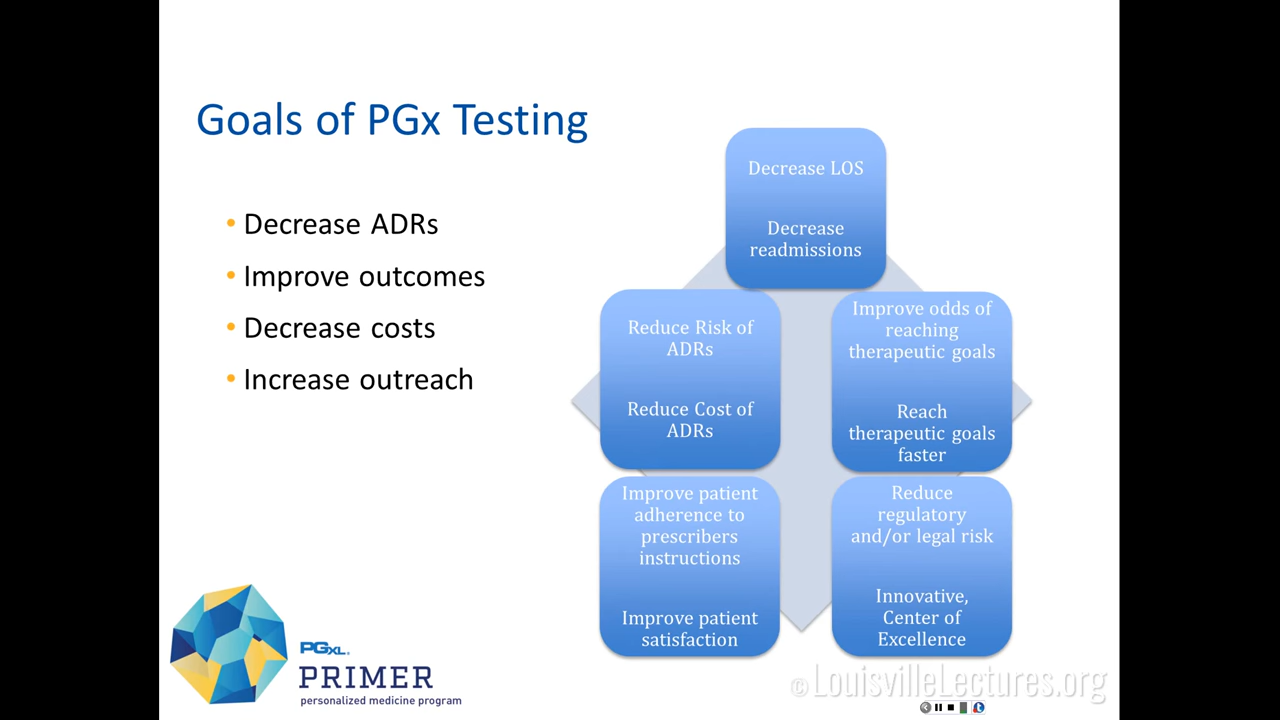 Goals of PGx Testing
• Decrease ADRs
• Improve outcomes
• Decrease costs
• Increase outreach
Decrease LOS
Decrease
readmissions
Reduce Risk of
ADRs
Reduce Cost of
ADRs
Improve odds of
reaching
therapeutic goals
Reach
therapeutic goals
faster
Improve patient
adherence to
prescribers
instructions
Improve patient
satisfaction
Reduce
regulatory
and/or legal risk
Innovative,
Center of
Excellence
PGXL®
PRIMER
personalized medicine program
© LouisvilleLectures.org